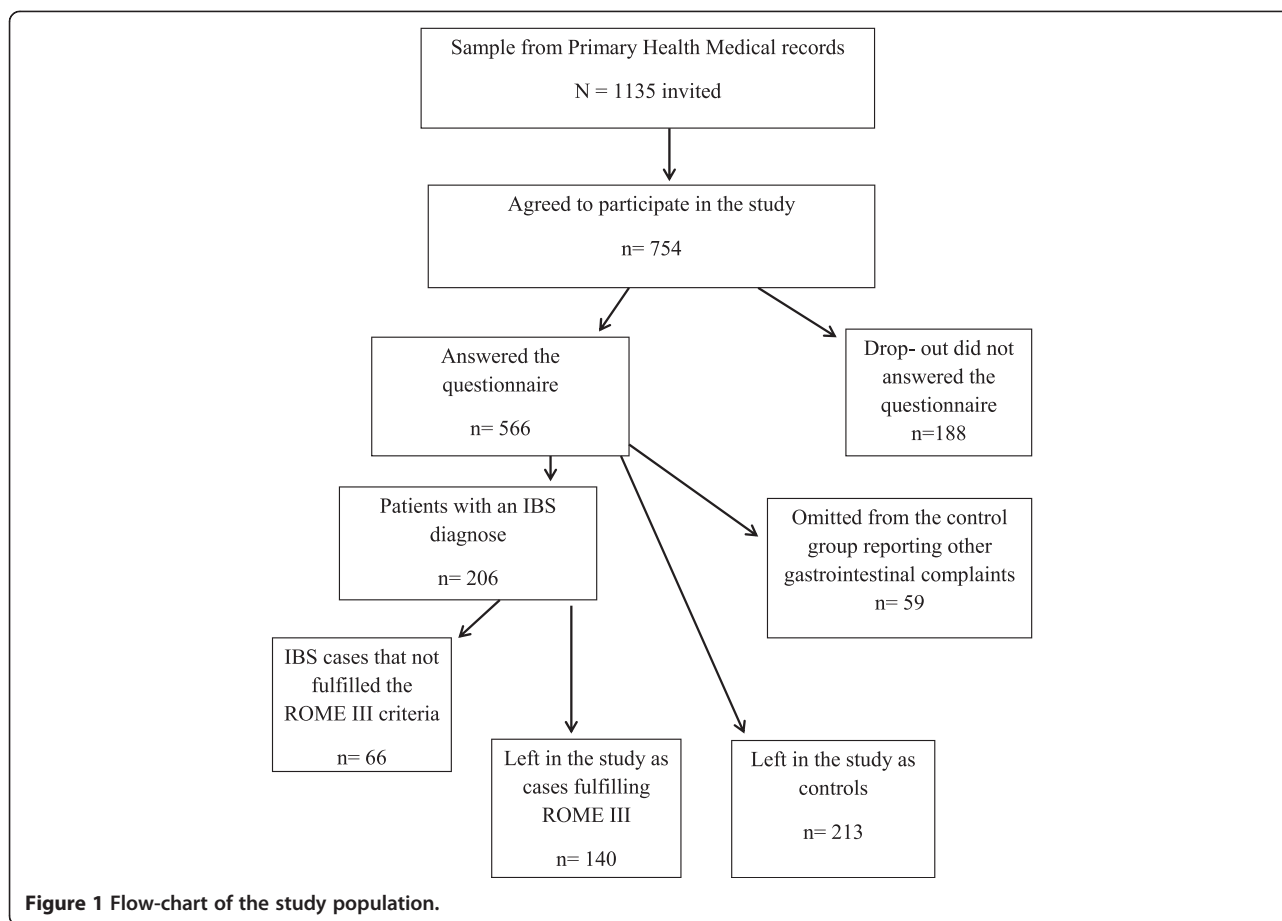 Sample from Primary Health Medical records
N = 1135 invited
Agreed to participate in the study
n= 754
Answered the
questionnaire
n= 566
Drop- out did not
answered the
questionnaire
n=188
Patients with an IBS
diagnose
n= 206
Omitted from the control
group reporting other
gastrointestinal complaints
n= 59
IBS cases that not
fulfilled the
ROME III criteria
n= 66
Left in the study as
cases fulfilling
ROME III
n= 140
Left in the study as
controls
n= 213
Figure 1 Flow-chart of the study population.